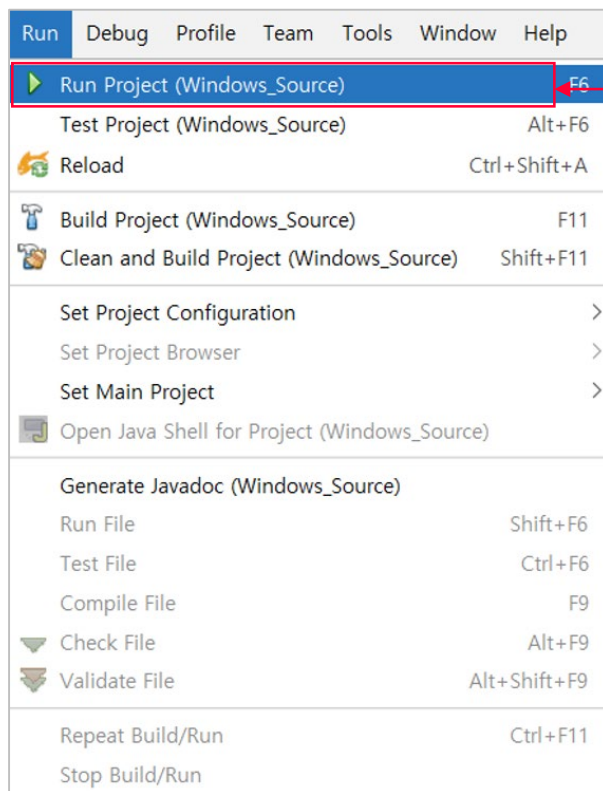 Run Debug Profile Team Tools Window Help
Run Project (Windows_Source) F6
Test Project (Windows_Source) Alt+F6
Reload Ctrl+Shift+A
Build Project (Windows_Source) F11
Clean and Build Project (Windows_Source) Shift+F11
Set Project Configuration
Set Project Browser
Set Main Project
Open Java Shell for Project (Windows_Source)
Generate Javadoc (Windows_Source)
Run File Shift+F6
Test File Ctrl+F6
Compile File F9
Check File Alt+F9
Validate File Alt+Shift+F9
Repeat Build/Run Ctrl+F11
Stop Build/Run